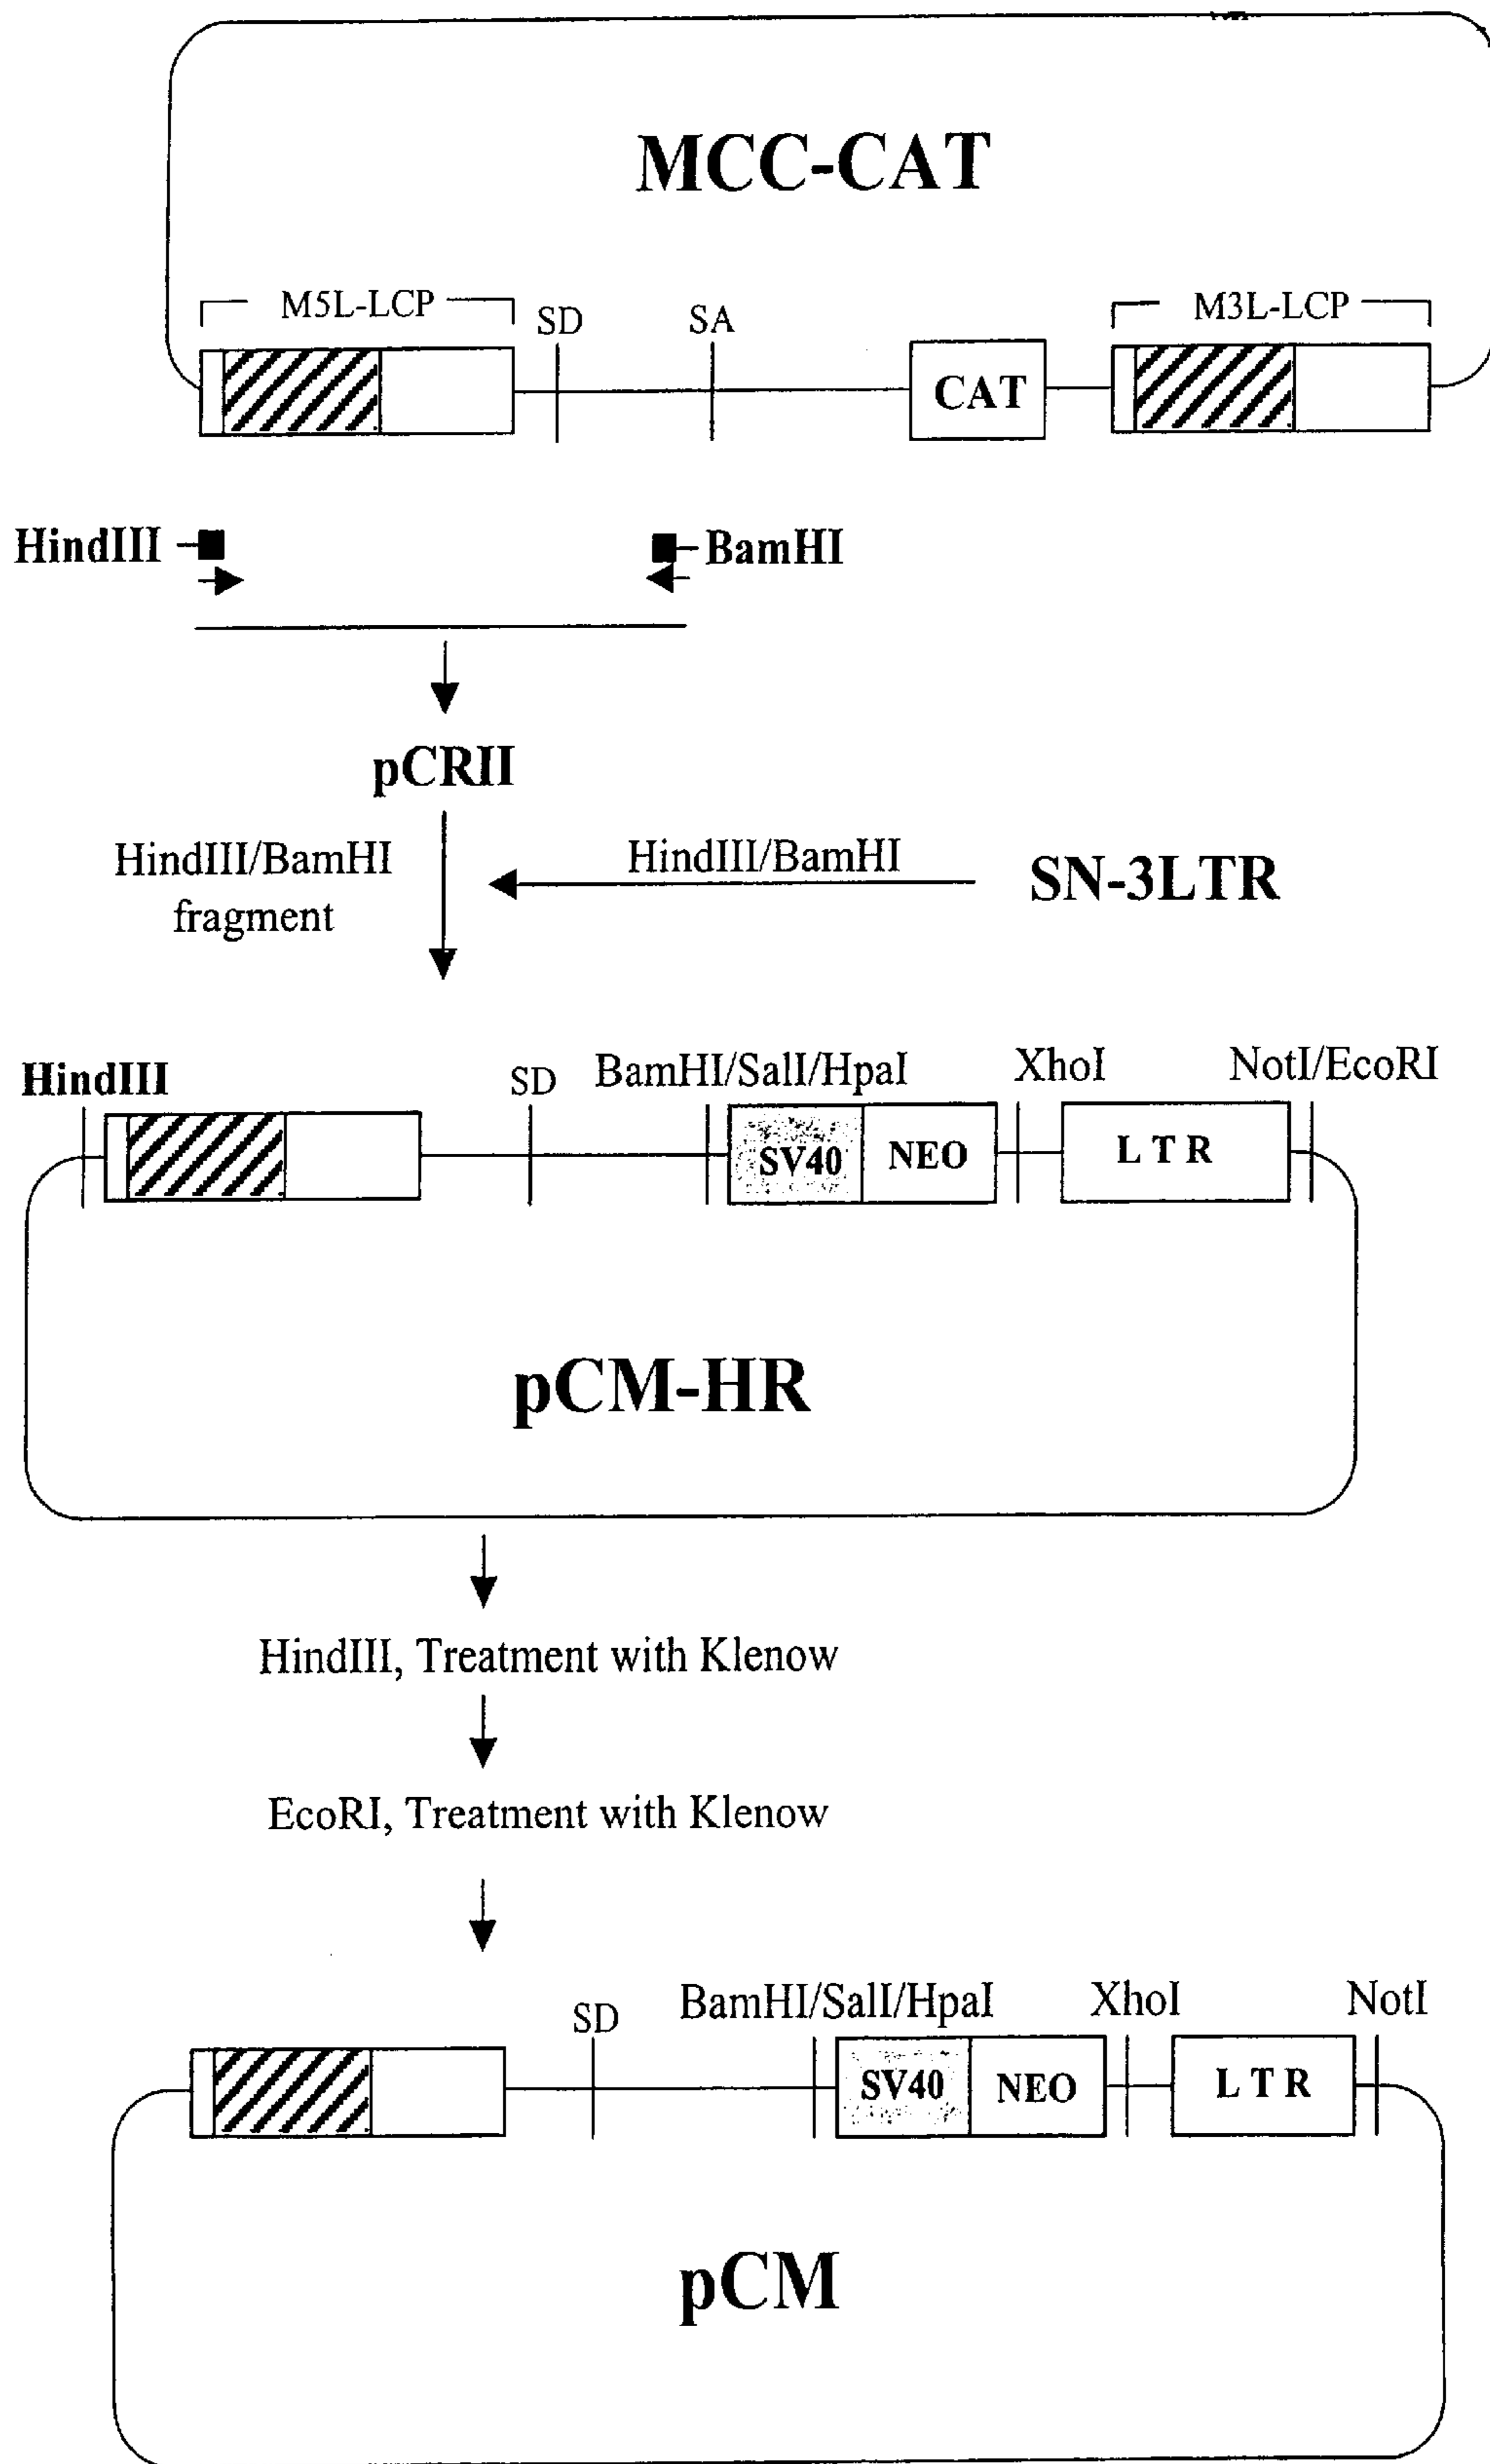 MCC-CAT
M5L-LCP
M3L-LCP
SD
SA
CAT
HindIII
BamHI
pCRII
HindIII/BamHI
fragment
HindIII/BamHI
SN-3LTR
HindIII
SD
BamHI/SalI/HpaI
XhoI
NotI/EcoRI
SV40
NEO
LTR
pCM-HR
HindIII, Treatment with Klenow
EcoRI, Treatment with Klenow
SD
BamHI/SalI/HpaI
XhoI
NotI
SV40
NEO
LTR
pCM